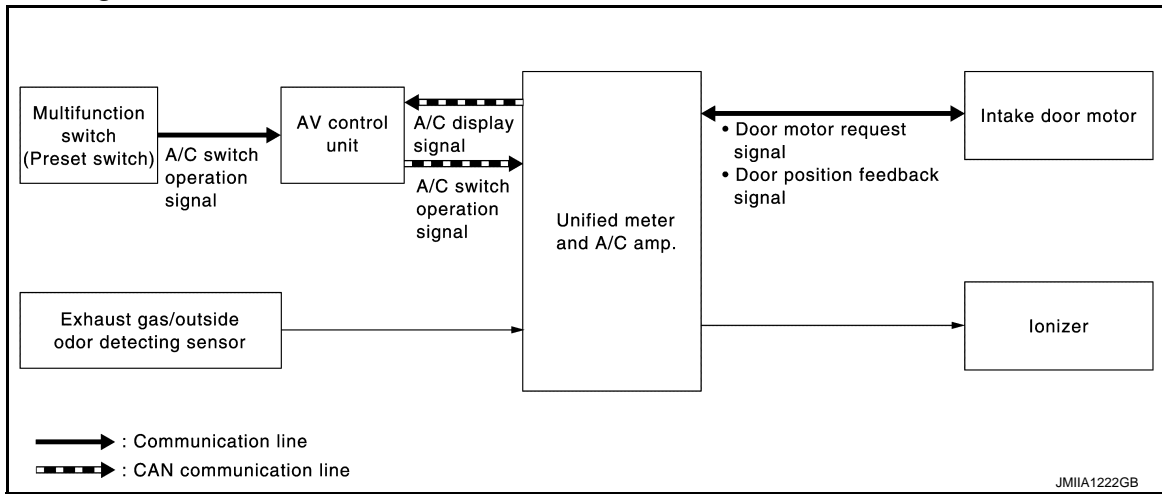 Multifunction
switch
(Preset switch)
A/C switch
operation
signal
AV control
unit
A/C display
signal
A/C switch
operation
signal
Unified meter
and A/C amp.
• Door motor request
signal
• Door position feedback
signal
Intake door motor
Exhaust gas/outside
odor detecting sensor
Ionizer
: Communication line
: CAN communication line
JMIIA1222GB